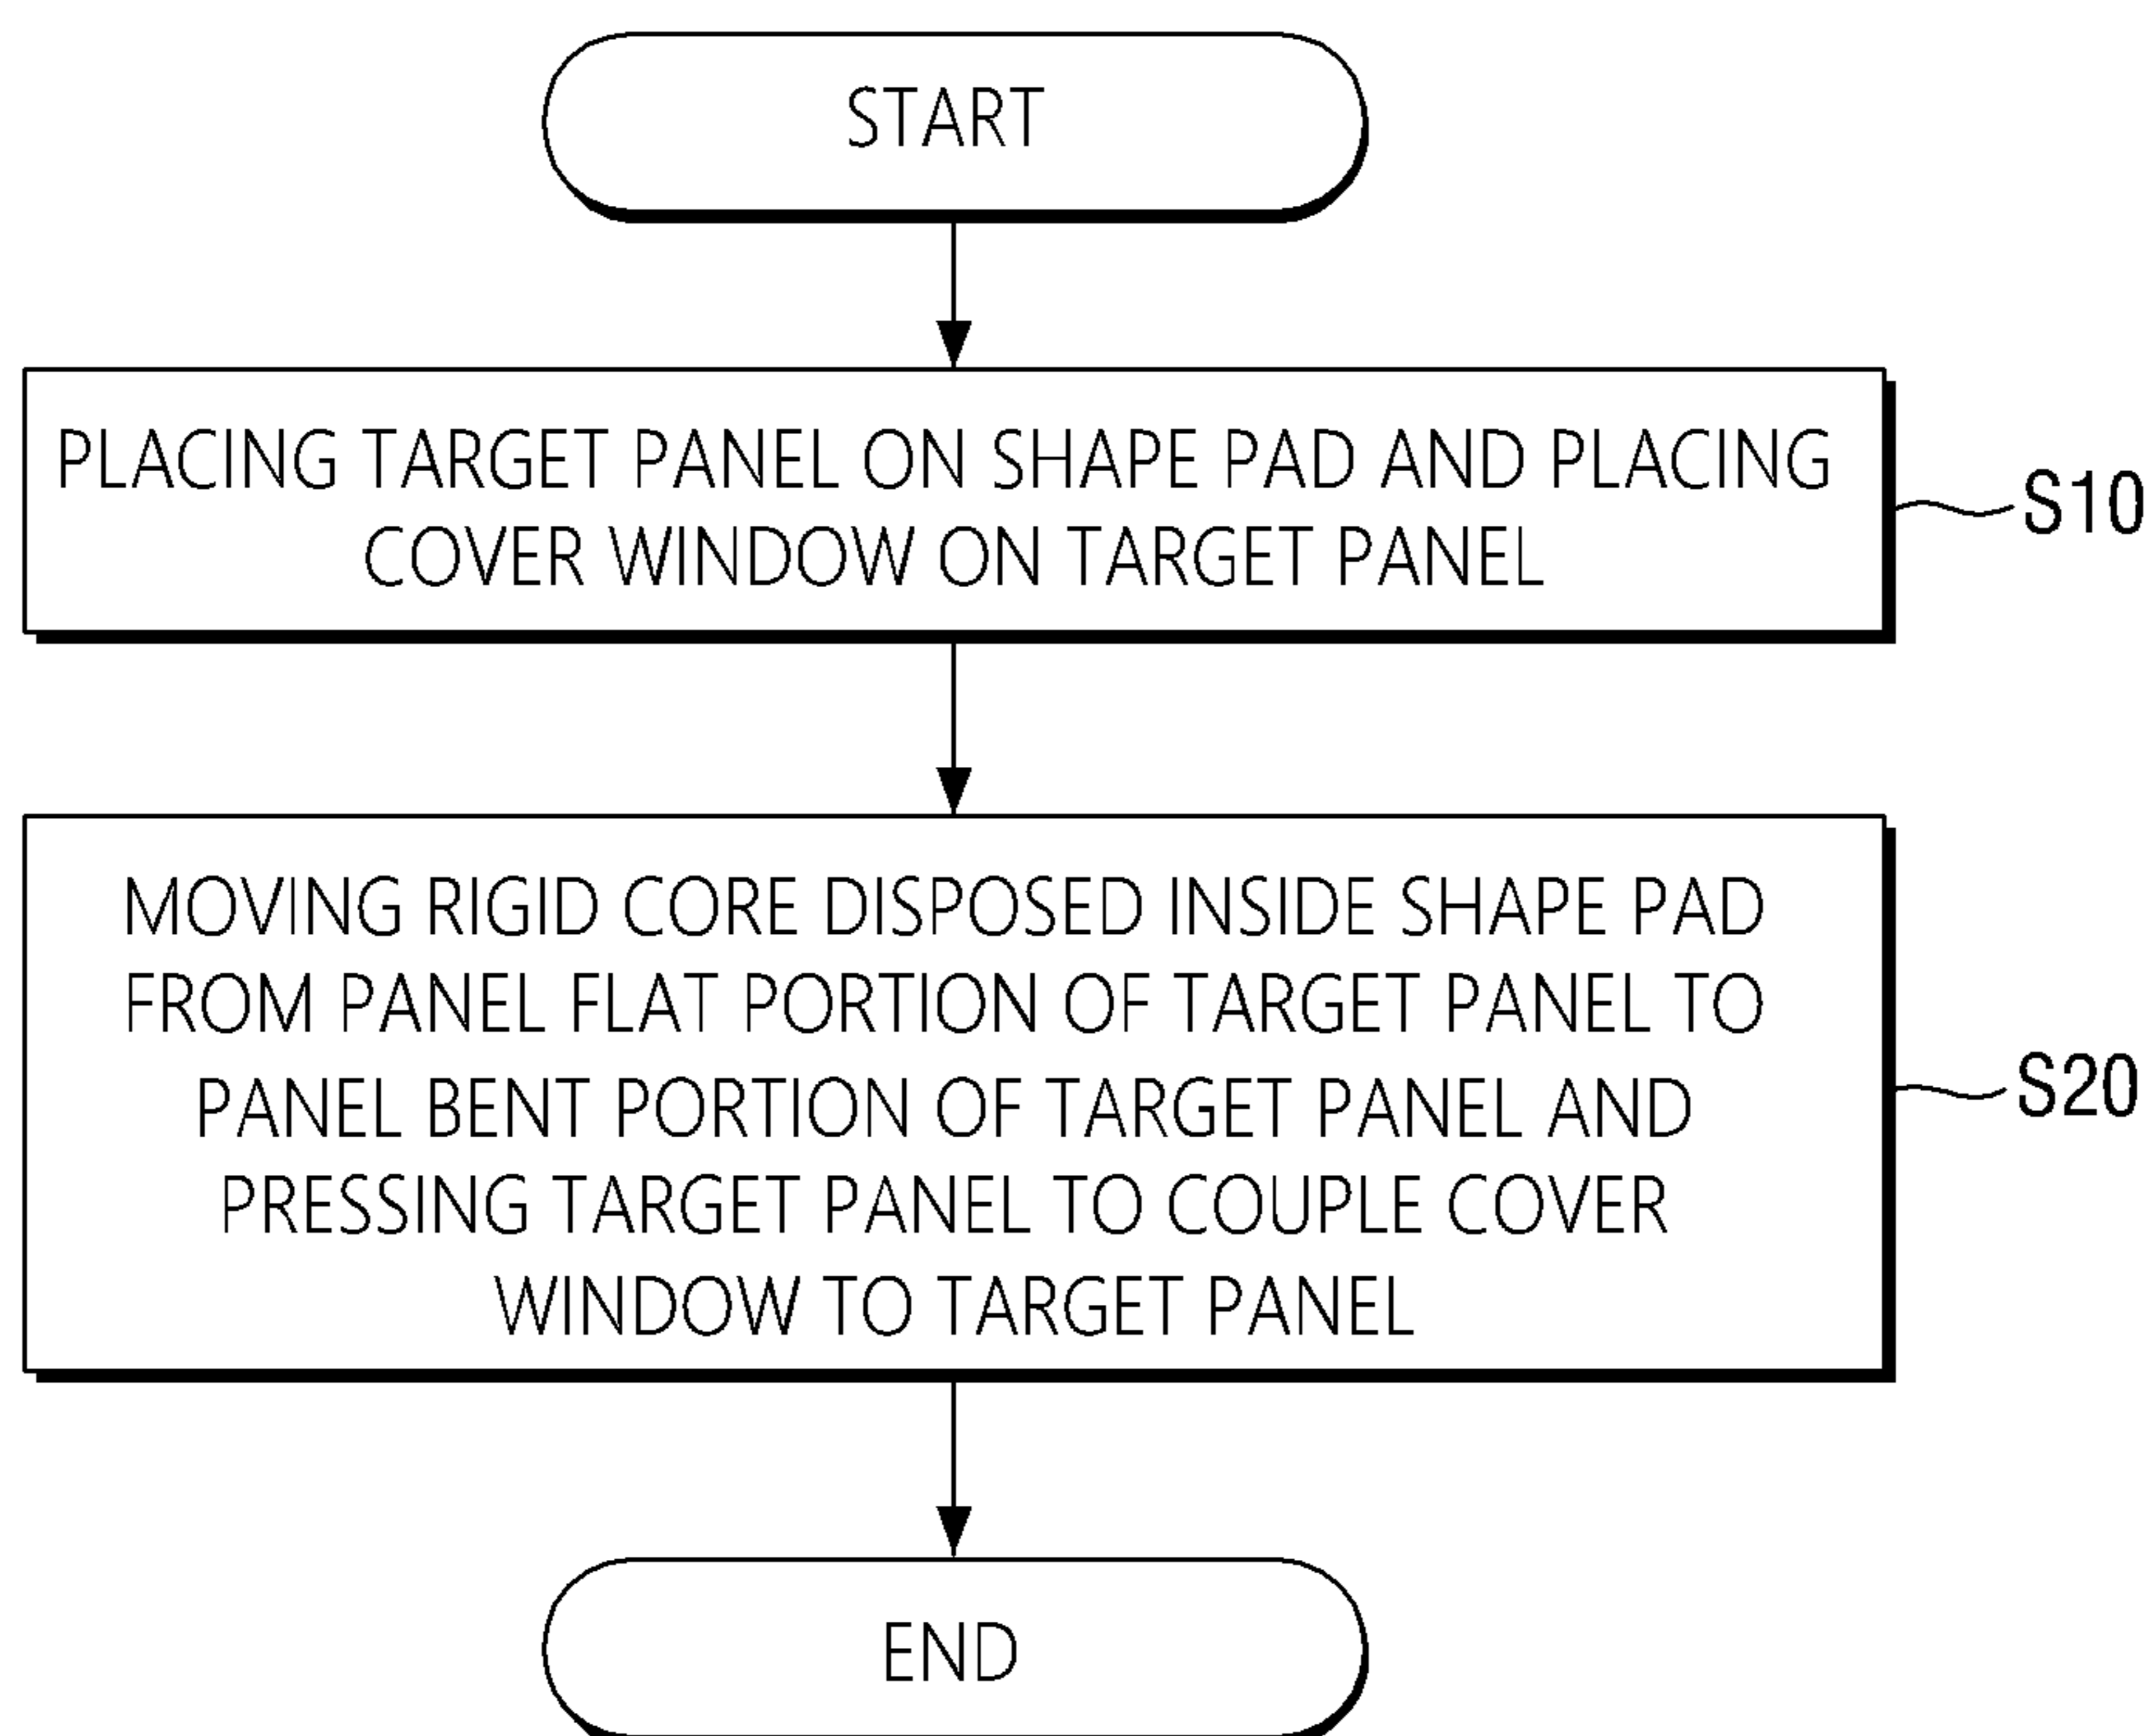 START
PLACING TARGET PANEL ON SHAPE PAD AND PLACING
COVER WINDOW ON TARGET PANEL
S10
MOVING RIGID CORE DISPOSED INSIDE SHAPE PAD
FROM PANEL FLAT PORTION OF TARGET PANEL TO
PANEL BENT PORTION OF TARGET PANEL AND
PRESSING TARGET PANEL TO COUPLE COVER
WINDOW TO TARGET PANEL
S20
END